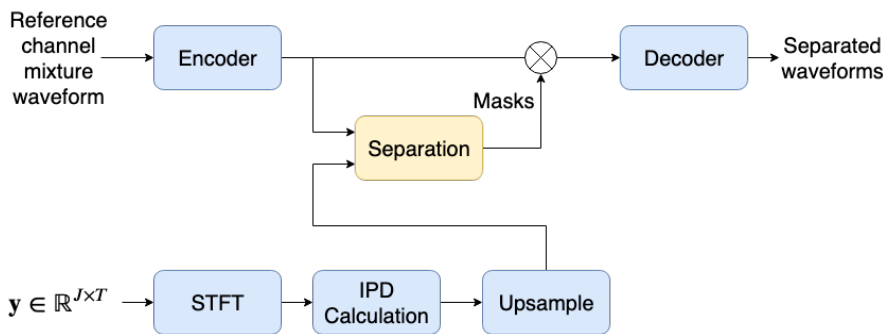 Reference
channel
mixture
waveform
Encoder
Decoder
Separated
waveforms
Masks
Separation
𝐲 ∈ ℝ^{J×T}
STFT
IPD
Calculation
Upsample